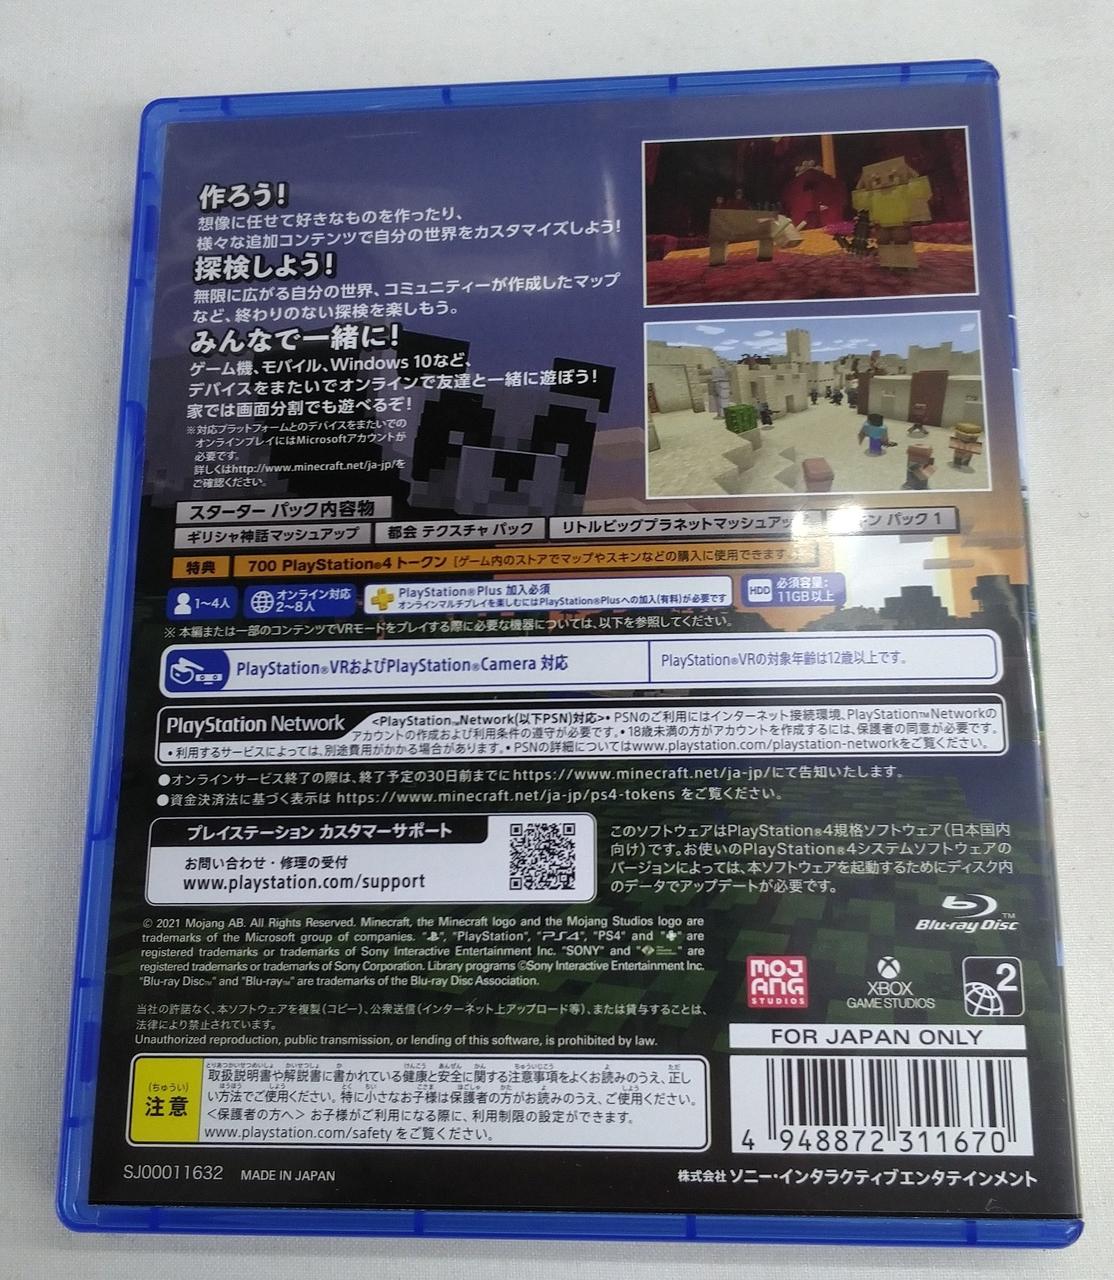 作ろう!
想像に任せて好きなものを作ったり、
様々な追加コンテンツで自分の世界をカスタマイズしよう!
探検しよう!
無限に広がる自分の世界、コミュニティーが作成したマップ
など、終わりのない探検を楽しもう。
みんなで一緒に!
ゲーム機、モバイル、Windows 10など、
デバイスをまたいでオンラインで友達と一緒に遊ぼう!
家では画面分割でも遊べるぞ!
※対応プラットフォームとのデバイスをまたいでの
オンラインプレイにはMicrosoftアカウントが
必要です。
詳しくはhttp://www.minecraft.net/ja-jp/を
ご確認ください。
スターター パック内容物
ギリシャ神話マッシュアップ 都会 テクスチャ パック リトルビッグプラネットマッシュアップ ン パック 1
特典 700 PlayStation®4 トークン [ゲーム内のストアでマップやスキンなどの購入に使用できます。
1~4人 オンライン対応 2~8人 PlayStation®Plus 加入必須 HDD 必須容量:
オンラインマルチプレイを楽しむにはPlayStation®Plusへの加入(有料)が必要です 11GB以上
※ 本編または一部のコンテンツでVRモードをプレイする際に必要な機器については、以下を参照してください。
PlayStation®VRおよびPlayStation®Camera 対応 PlayStation®VRの対象年齢は12歳以上です。
PlayStation Network <PlayStation™Network(以下PSN)対応>• PSNのご利用にはインターネット接続環境、PlayStation™Networkの
アカウントの作成および利用条件の遵守が必要です。• 18歳未満の方がアカウントを作成するには、保護者の同意が必要です。
• 利用するサービスによっては、別途費用がかかる場合があります。• PSNの詳細についてはwww.playstation.com/playstation-networkをご覧ください。
●オンラインサービス終了の際は、終了予定の30日前までにhttps://www.minecraft.net/ja-jp/にて告知いたします。
●資金決済法に基づく表示は https://www.minecraft.net/ja-jp/ps4-tokens をご覧ください。
プレイステーション カスタマーサポート
お問い合わせ・修理の受付
www.playstation.com/support
このソフトウェアはPlayStation®4規格ソフトウェア(日本国内
向け)です。お使いのPlayStation®4システムソフトウェアの
バージョンによっては、本ソフトウェアを起動するためにディスク内
のデータでアップデートが必要です。
Blu-ray Disc™
© 2021 Mojang AB. All Rights Reserved. Minecraft, the Minecraft logo and the Mojang Studios logo are
trademarks of the Microsoft group of companies. "", "PlayStation", "PS4", "PS4" and "" are
registered trademarks or trademarks of Sony Interactive Entertainment Inc. "SONY" and "" are
registered trademarks or trademarks of Sony Corporation. Library programs ©Sony Interactive Entertainment Inc.
"Blu-ray Disc™" and "Blu-ray™" are trademarks of the Blu-ray Disc Association.
MOJANG STUDIOS
XBOX GAME STUDIOS
2
当社の許諾なく、本ソフトウェアを複製(コピー)、公衆送信(インターネット上アップロード等)、または貸与することは、
法律により禁止されています。
Unauthorized reproduction, public transmission, or lending of this software, is prohibited by law.
FOR JAPAN ONLY
(ちゅうい)
注意
取扱説明書や解説書に書かれている健康と安全に関する注意事項をよくお読みのうえ、正し
い方法でご使用ください。特に小さなお子様は保護者の方がお読みのうえ、ご使用ください。
<保護者の方へ> お子様がご利用になる際に、利用制限の設定ができます。
www.playstation.com/safety をご覧ください。
4 948872 311670
SJ00011632 MADE IN JAPAN
株式会社 ソニー・インタラクティブエンタテインメント